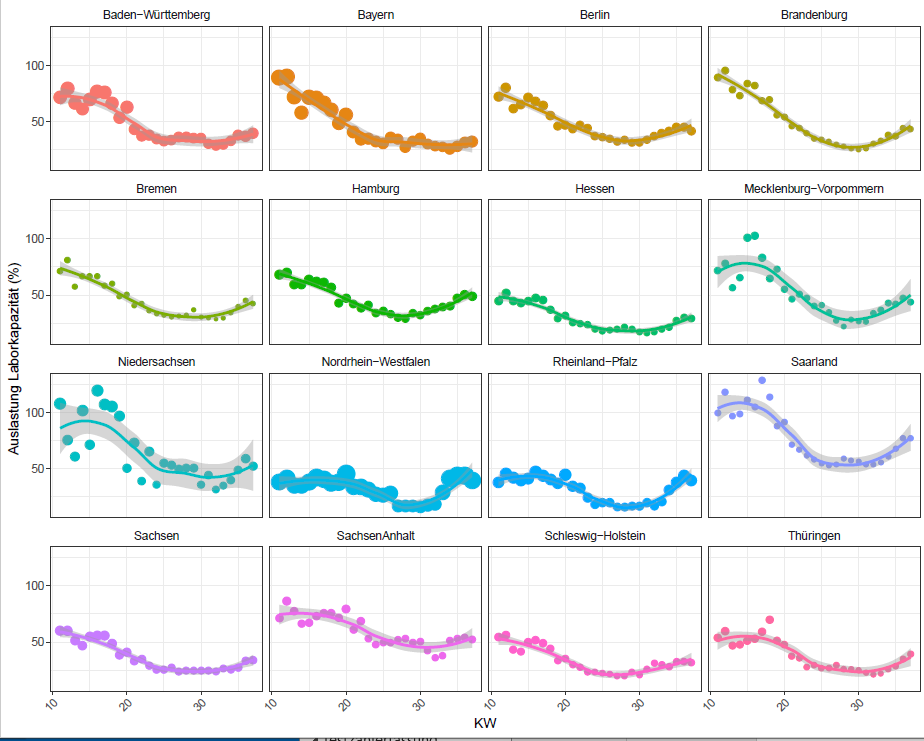 Baden−Württemberg Bayern Berlin Brandenburg
100
50
Bremen Hamburg Hessen Mecklenburg−Vorpommern
100
50
Niedersachsen Nordrhein−Westfalen Rheinland−Pfalz Saarland
100
50
Sachsen SachsenAnhalt Schleswig−Holstein Thüringen
100
50
10 20 30 10 20 30 10 20 30 10 20 30
KW
Auslastung Laborkapazität (%)